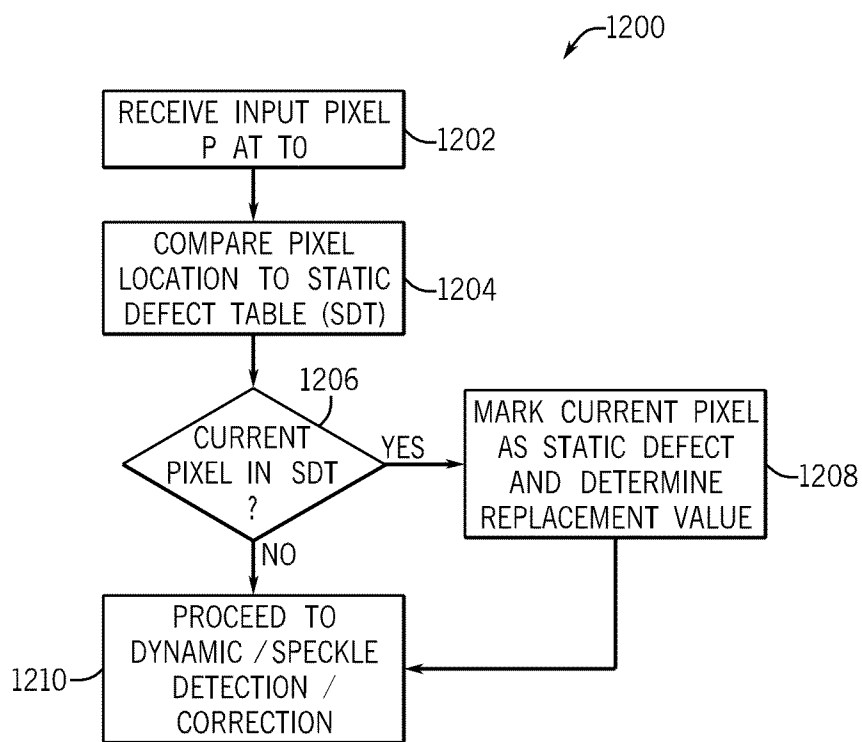 1200
RECEIVE INPUT PIXEL
P AT T0
1202
COMPARE PIXEL
LOCATION TO STATIC
DEFECT TABLE (SDT)
1204
1206
CURRENT
PIXEL IN SDT
?
YES
NO
MARK CURRENT PIXEL
AS STATIC DEFECT
AND DETERMINE
REPLACEMENT VALUE
1208
PROCEED TO
DYNAMIC / SPECKLE
DETECTION /
CORRECTION
1210